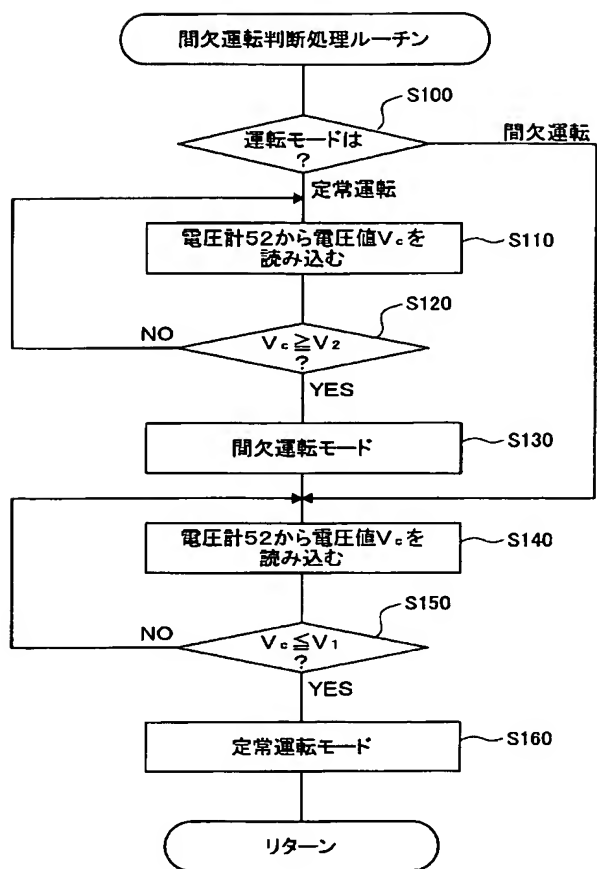 間欠運転判断処理ルーチン
S100
運転モードは
?
間欠運転
定常運転
電圧計52から電圧値Vcを
読み込む
S110
S120
NO
Vc≧V2
?
YES
間欠運転モード
S130
電圧計52から電圧値Vcを
読み込む
S140
S150
NO
Vc≦V1
?
YES
定常運転モード
S160
リターン